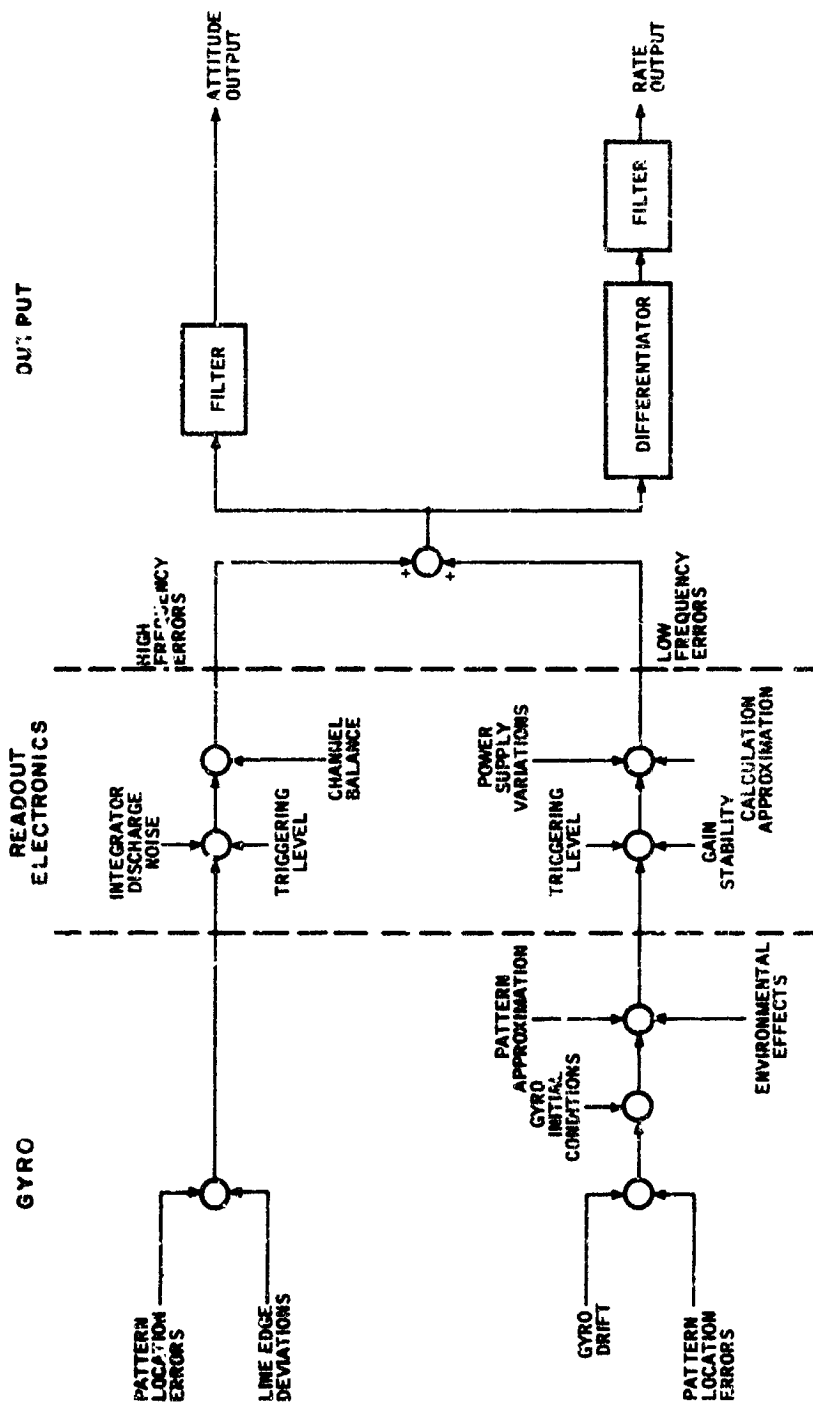 GYRO
READOUT
ELECTRONICS
PATTERN
LOCATION
ERRORS
LINE EDGE
DEVIATIONS
INTEGRATOR
DISCHARGE
NOISE
TRIGGERING
LEVEL
CHANNEL
BALANCE
HIGH
FREQUENCY
ERRORS
+
+
FILTER
ATTITUDE
OUTPUT
GYRO
DRIFT
PATTERN
LOCATION
ERRORS
GYRO
INITIAL
CONDITIONS
PATTERN
APPROXIMATION
ENVIRONMENTAL
EFFECTS
TRIGGERING
LEVEL
GAIN
STABILITY
POWER
SUPPLY
VARIATIONS
CALCULATION
APPROXIMATION
LOW
FREQUENCY
ERRORS
DIFFERENTIATOR
FILTER
RATE
OUTPUT